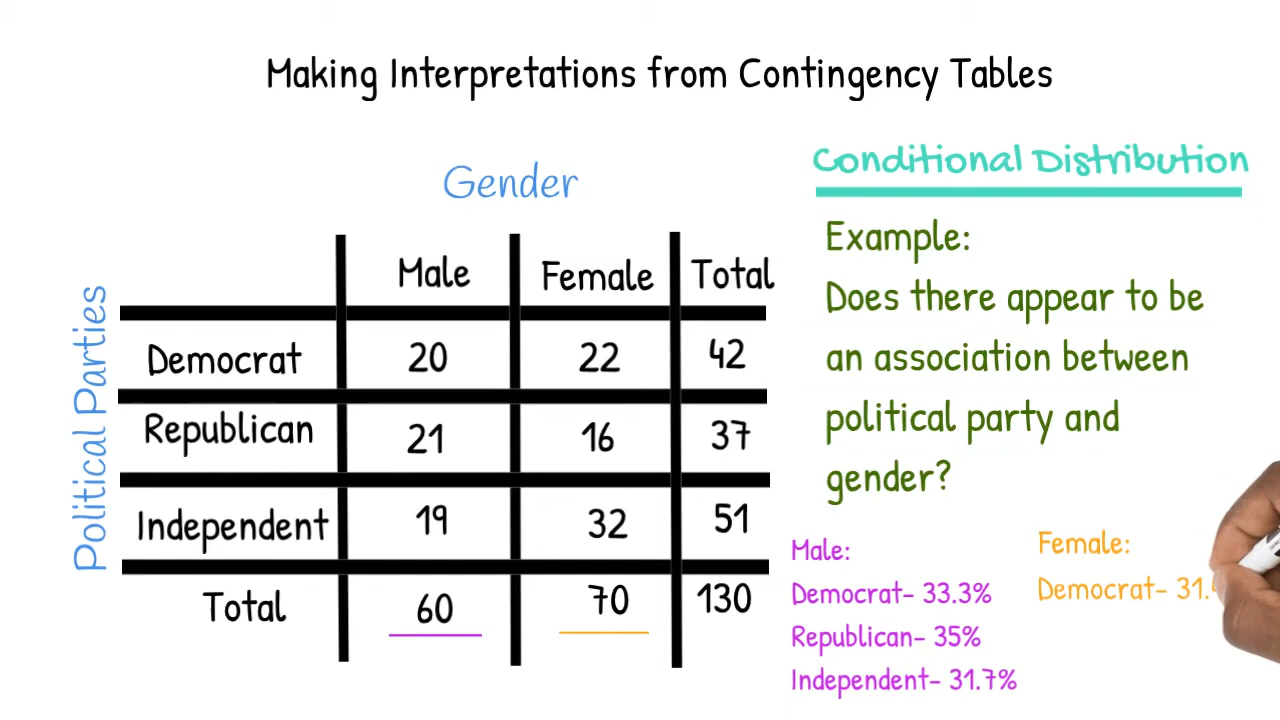 Making Interpretations from Contingency Tables
Gender
Political Parties
Male Female Total
Democrat 20 22 42
Republican 21 16 37
Independent 19 32 51
Total 60 70 130
Conditional Distribution
Example:
Does there appear to be
an association between
political party and
gender?
Male:
Democrat- 33.3%
Republican- 35%
Independent- 31.7%
Female:
Democrat- 31.